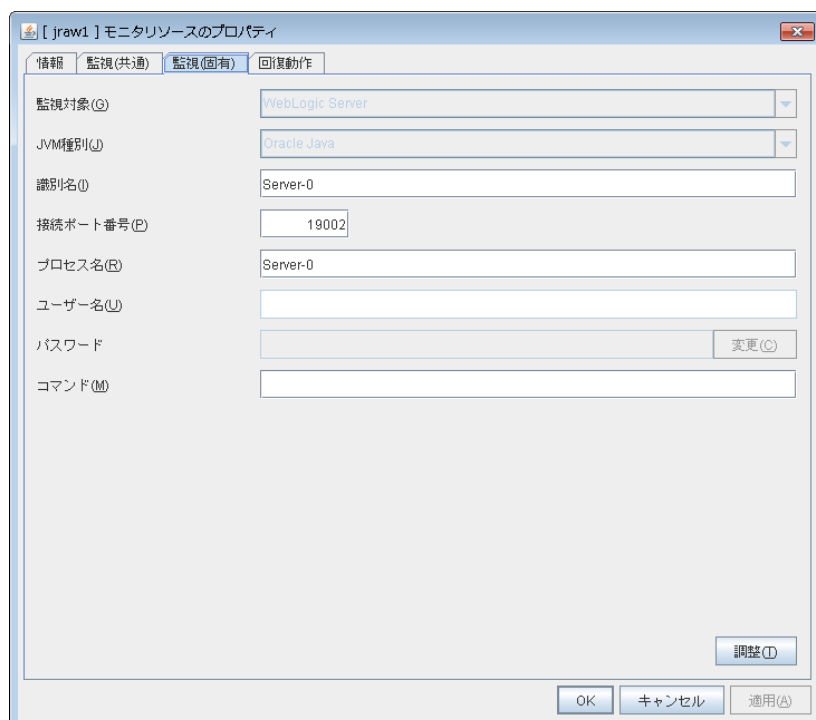 [ jraw1 ] モニタリソースのプロパティ
情報 監視(共通) 監視(固有) 回復動作
監視対象(G) WebLogic Server
JVM種別(J) Oracle Java
識別名(I) Server-0
接続ポート番号(P) 19002
プロセス名(R) Server-0
ユーザー名(U)
パスワード 変更(C)
コマンド(M)
調整(T)
OK キャンセル 適用(A)